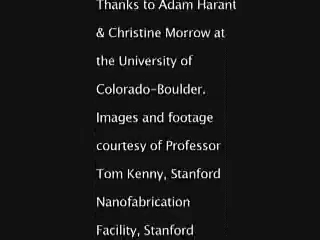 Thanks to Adam Harant
& Christine Morrow at
the University of
Colorado-Boulder.
Images and footage
courtesy of Professor
Tom Kenny, Stanford
Nanofabrication
Facility, Stanford